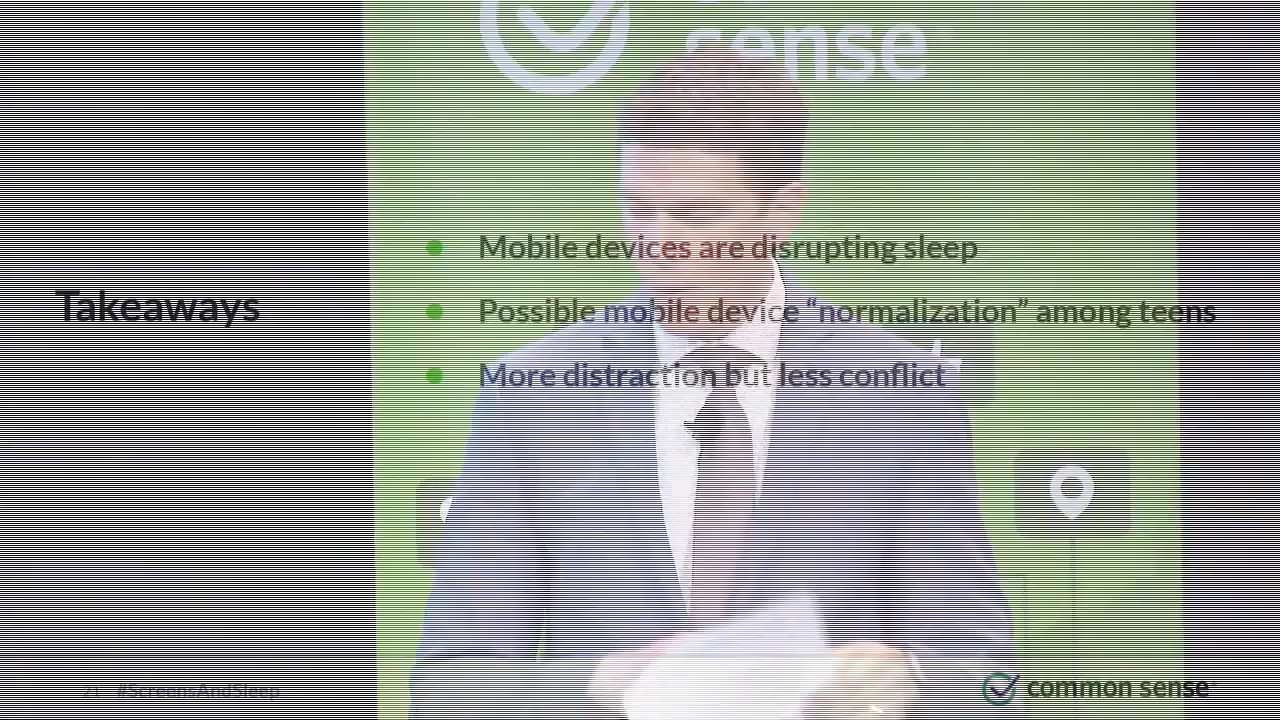 sense
Mobile devices are disrupting sleep
Takeaways
Possible mobile device “normalization” among teens
More distraction but less conflict
21 #ScreensAndSleep
common sense